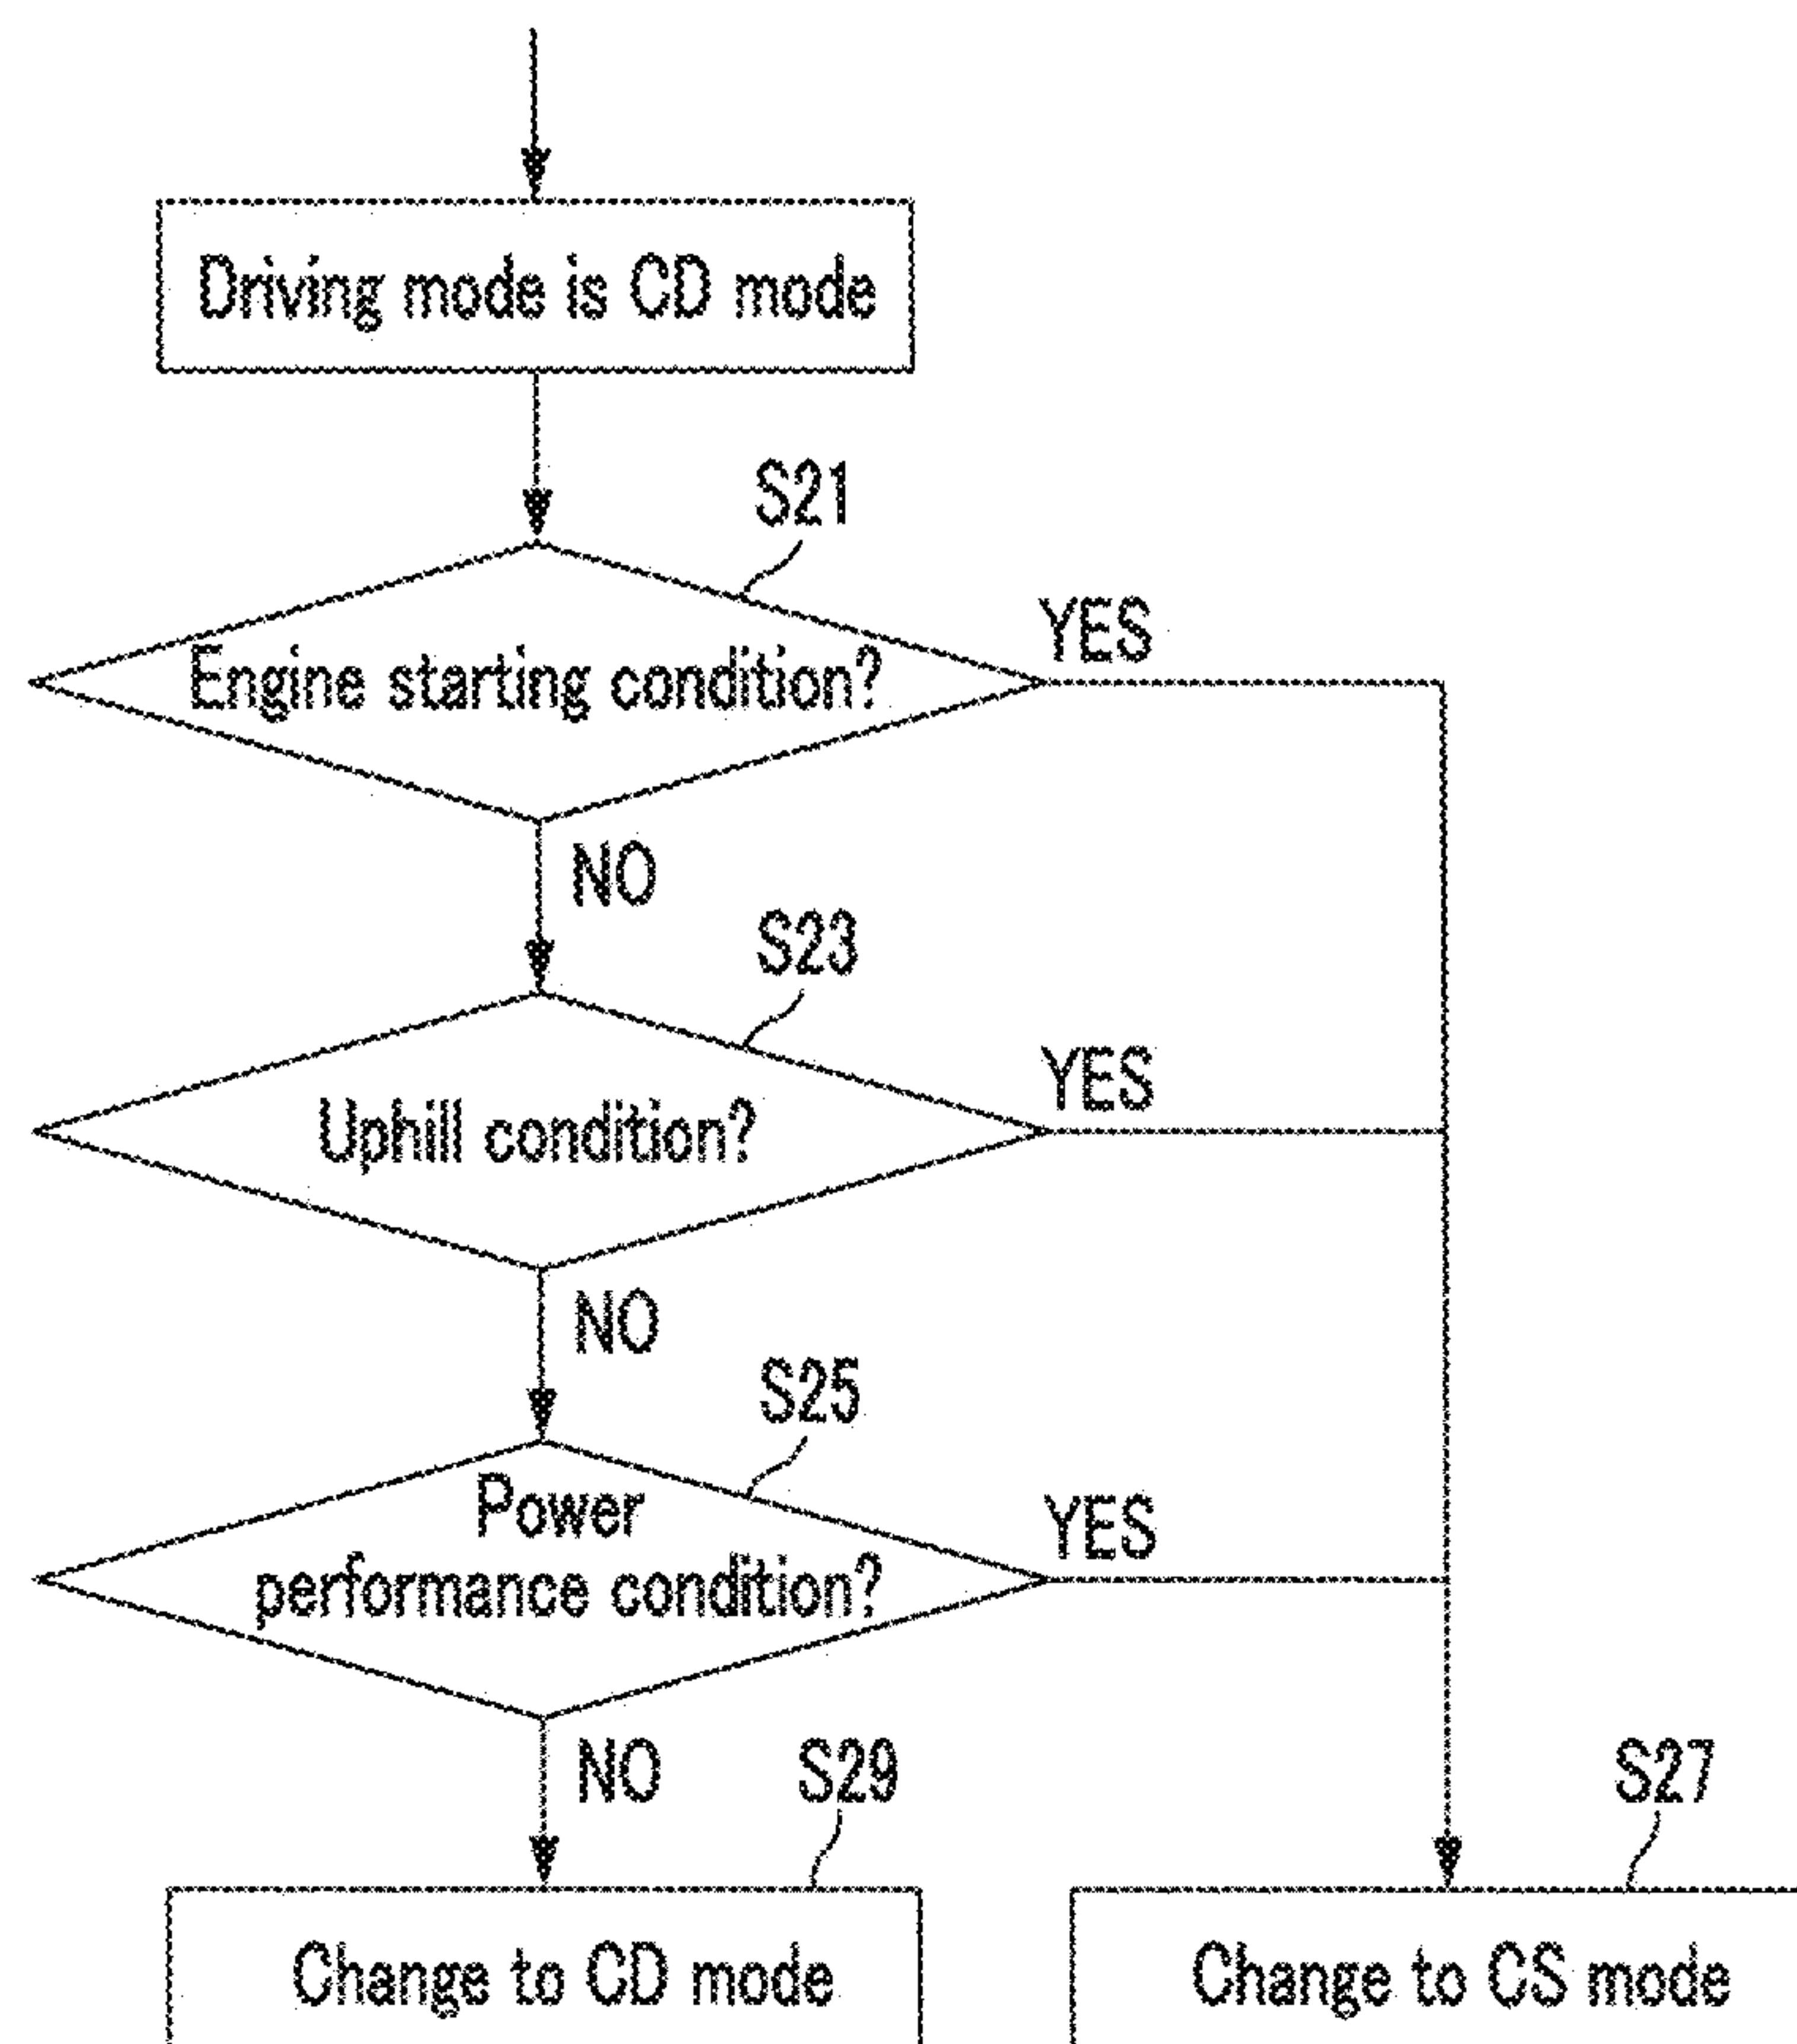 Driving mode is CD mode
S21
Engine starting condition?
YES
NO
S23
Uphill condition?
YES
NO
S25
Power
performance condition?
YES
NO
S29
S27
Change to CD mode
Change to CS mode